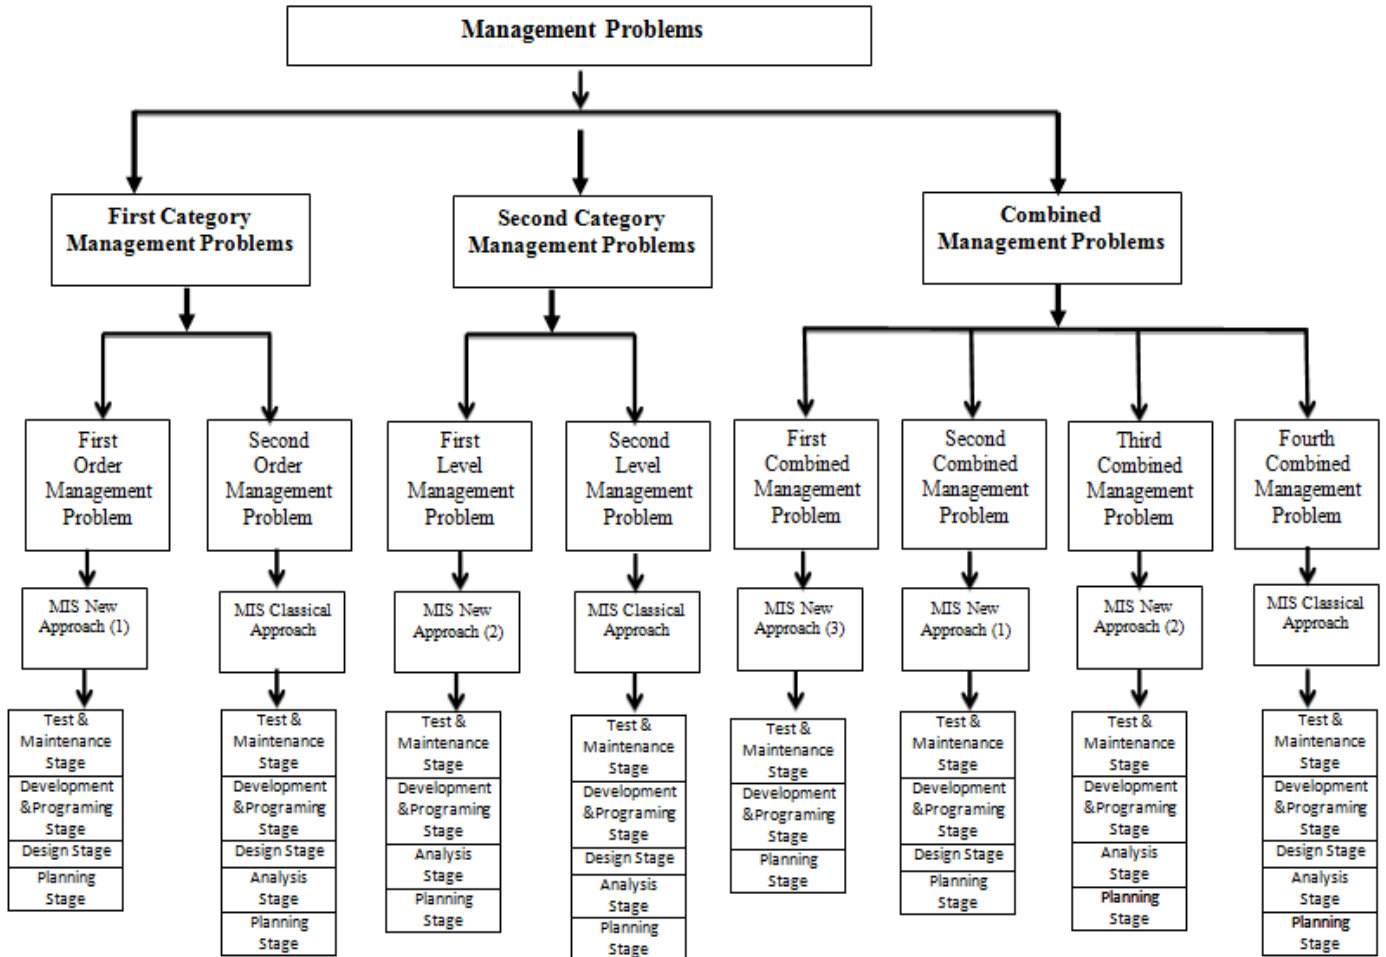 Management Problems
First Category
Management Problems
Second Category
Management Problems
Combined
Management Problems
First
Order
Management
Problem
Second
Order
Management
Problem
First
Level
Management
Problem
Second
Level
Management
Problem
First
Combined
Management
Problem
Second
Combined
Management
Problem
Third
Combined
Management
Problem
Fourth
Combined
Management
Problem
MIS New
Approach (1)
MIS Classical
Approach
MIS New
Approach (2)
MIS Classical
Approach
MIS New
Approach (3)
MIS New
Approach (1)
MIS New
Approach (2)
MIS Classical
Approach
Test &
Maintenance
Stage
Development
&Programing
Stage
Design Stage
Planning
Stage
Test &
Maintenance
Stage
Development
&Programing
Stage
Design Stage
Analysis
Stage
Planning
Stage
Test &
Maintenance
Stage
Development
&Programing
Stage
Analysis
Stage
Planning
Stage
Test &
Maintenance
Stage
Development
&Programing
Stage
Design Stage
Analysis
Stage
Planning
Stage
Test &
Maintenance
Stage
Development
&Programing
Stage
Planning
Stage
Test &
Maintenance
Stage
Development
&Programing
Stage
Design Stage
Planning
Stage
Test &
Maintenance
Stage
Development
&Programing
Stage
Analysis
Stage
Planning
Stage
Test &
Maintenance
Stage
Development
&Programing
Stage
Design Stage
Analysis
Stage
Planning
Stage